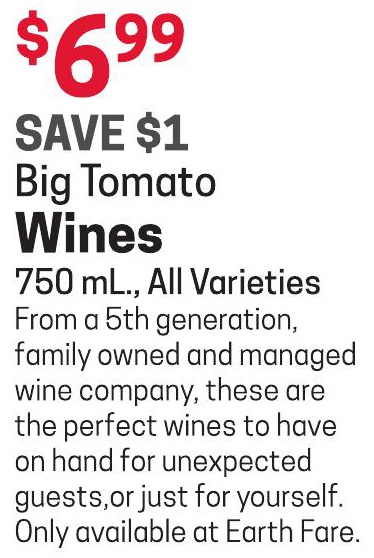 $6.99
SAVE $1
Big Tomato
Wines
750 mL., All Varieties
From a 5th generation,
family owned and managed
wine company, these are
the perfect wines to have
on hand for unexpected
guests,or just for yourself.
Only available at Earth Fare.